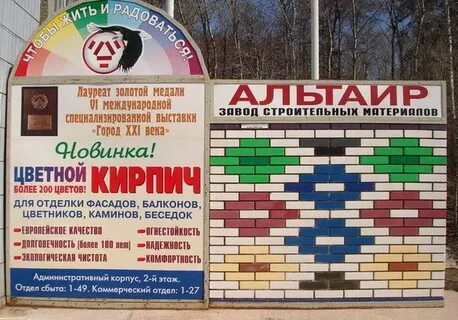 ЧТОБЫ ЖИТЬ И РАДОВАТЬСЯ!
Лауреат золотой медали
VI международной
специализированной выставки
«Город XXI века»
Новинка!
ЦВЕТНОЙ
БОЛЕЕ 200 ЦВЕТОВ!
КИРПИЧ
ДЛЯ ОТДЕЛКИ ФАСАДОВ, БАЛКОНОВ,
ЦВЕТНИКОВ, КАМИНОВ, БЕСЕДОК
ЕВРОПЕЙСКОЕ КАЧЕСТВО
ОГНЕСТОЙКОСТЬ
ДОЛГОВЕЧНОСТЬ (более 100 лет)
НАДЕЖНОСТЬ
ЭКОЛОГИЧЕСКАЯ ЧИСТОТА
КОМФОРТНОСТЬ
Административный корпус, 2-й этаж.
Отдел сбыта: 1-49. Коммерческий отдел: 1-27
АЛЬТАИР
ЗАВОД СТРОИТЕЛЬНЫХ МАТЕРИАЛОВ